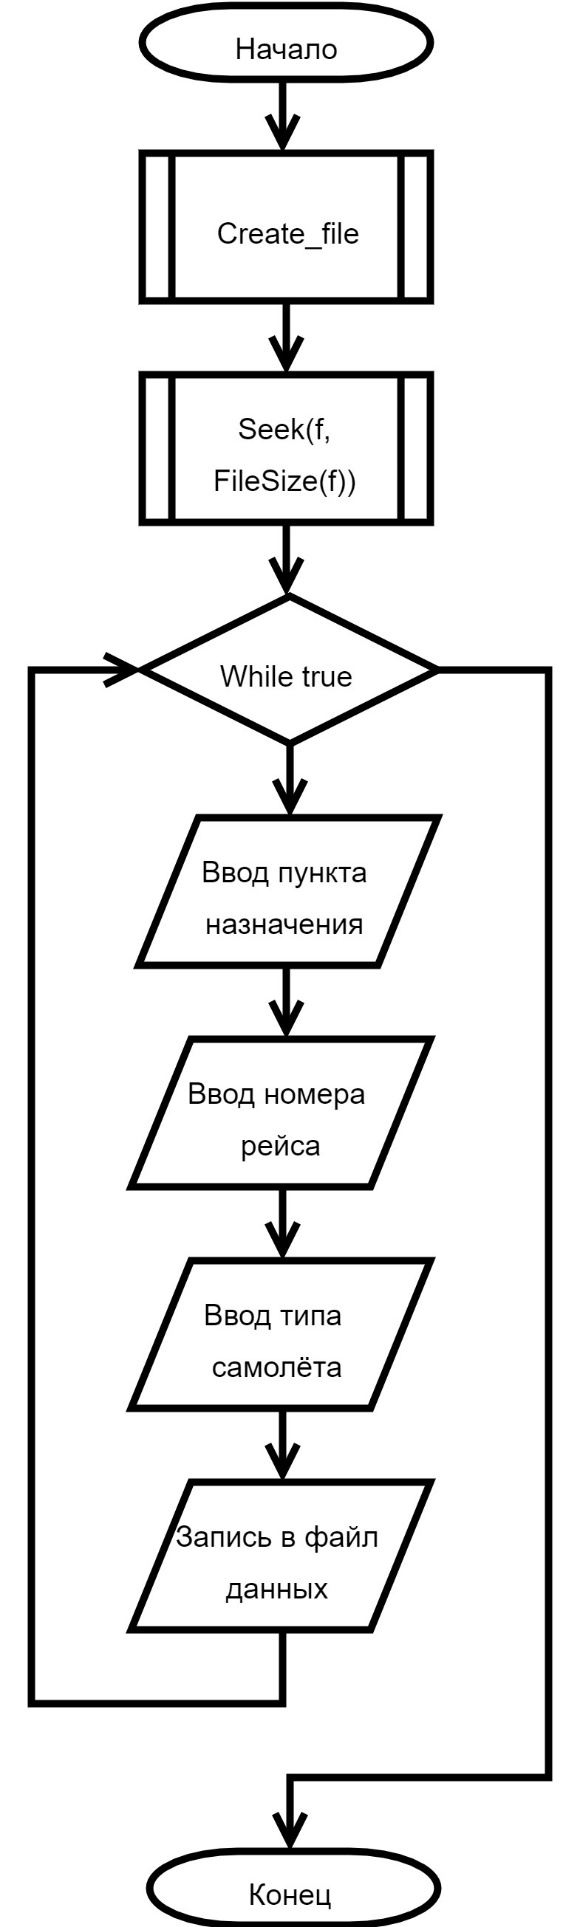 Начало
Create_file
Seek(f,
FileSize(f))
While true
Ввод пункта
назначения
Ввод номера
рейса
Ввод типа
самолёта
Запись в файл
данных
Конец